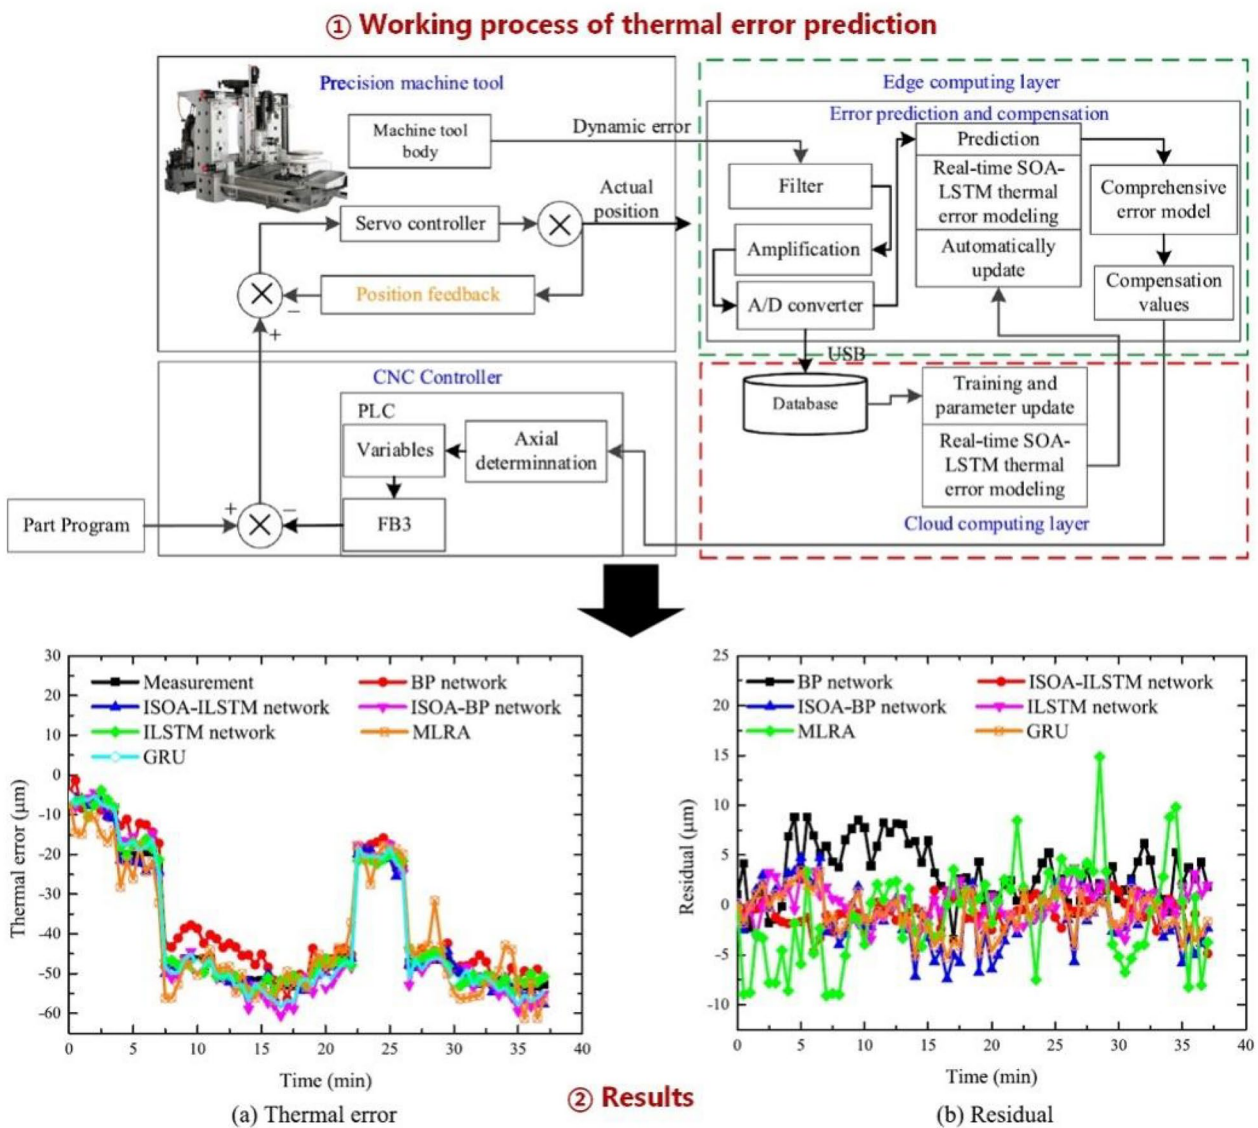 ① Working process of thermal error prediction
Precision machine tool
Machine tool
body
Dynamic error
Servo controller
Actual
position
Position feedback
−
+
Edge computing layer
Error prediction and compensation
Prediction
Real-time SOA-
LSTM thermal
error modeling
Automatically
update
Filter
Amplification
A/D converter
Comprehensive
error model
Compensation
values
USB
CNC Controller
PLC
Variables
Axial
determinnation
FB3
Part Program
+
−
Database
Training and
parameter update
Real-time SOA-
LSTM thermal
error modeling
Cloud computing layer
30
20
10
0
-10
-20
-30
-40
-50
-60
Thermal error (μm)
Measurement
BP network
ISOA-ILSTM network
ISOA-BP network
ILSTM network
MLRA
GRU
0 5 10 15 20 25 30 35 40
Time (min)
(a) Thermal error
25
20
15
10
5
0
-5
-10
Residual (μm)
BP network
ISOA-ILSTM network
ISOA-BP network
ILSTM network
MLRA
GRU
0 5 10 15 20 25 30 35 40
Time (min)
(b) Residual
② Results